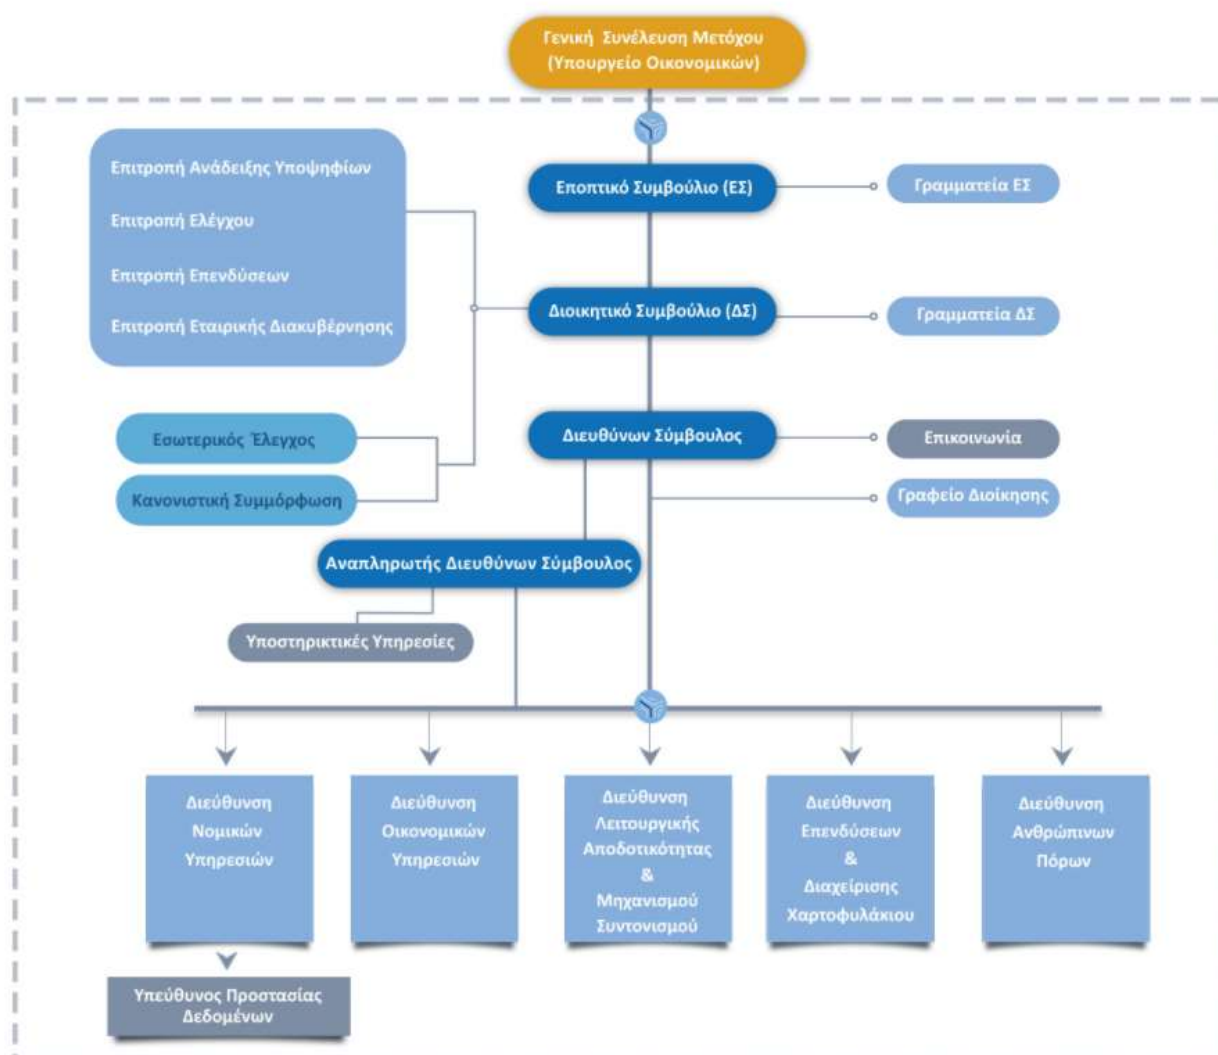 Γενική Συνέλευση Μετόχου
(Υπουργείο Οικονομικών)
Επιτροπή Ανάδειξης Υποψηφίων
Επιτροπή Ελέγχου
Επιτροπή Επενδύσεων
Επιτροπή Εταιρικής Διακυβέρνησης
Εποπτικό Συμβούλιο (ΕΣ)
Γραμματεία ΕΣ
Διοικητικό Συμβούλιο (ΔΣ)
Γραμματεία ΔΣ
Εσωτερικός Έλεγχος
Κανονιστική Συμμόρφωση
Διευθύνων Σύμβουλος
Επικοινωνία
Γραφείο Διοίκησης
Αναπληρωτής Διευθύνων Σύμβουλος
Υποστηρικτικές Υπηρεσίες
Διεύθυνση
Νομικών
Υπηρεσιών
Διεύθυνση
Οικονομικών
Υπηρεσιών
Διεύθυνση
Λειτουργικής
Αποδοτικότητας
&
Μηχανισμού
Συντονισμού
Διεύθυνση
Επενδύσεων
&
Διαχείρισης
Χαρτοφυλάκιου
Διεύθυνση
Ανθρώπινων
Πόρων
Υπεύθυνος Προστασίας
Δεδομένων